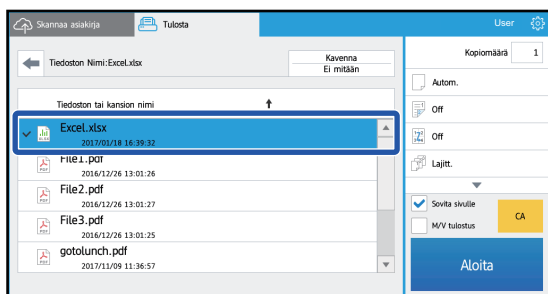 Skannaa asiakirja
Tulosta
User
Tiedoston Nimi:Excel.xlsx
Kavenna
Ei mitään
Tiedoston tai kansion nimi
Excel.xlsx
2017/01/18 16:39:32
File1.pdf
2016/12/26 13:01:26
File2.pdf
2016/12/26 13:01:27
File3.pdf
2016/12/26 13:01:25
gotolunch.pdf
2017/11/09 11:36:57
Kopiomäärä 1
Autom.
Off
Off
Lajitt.
Sovita sivulle
M/V tulostus
CA
Aloita